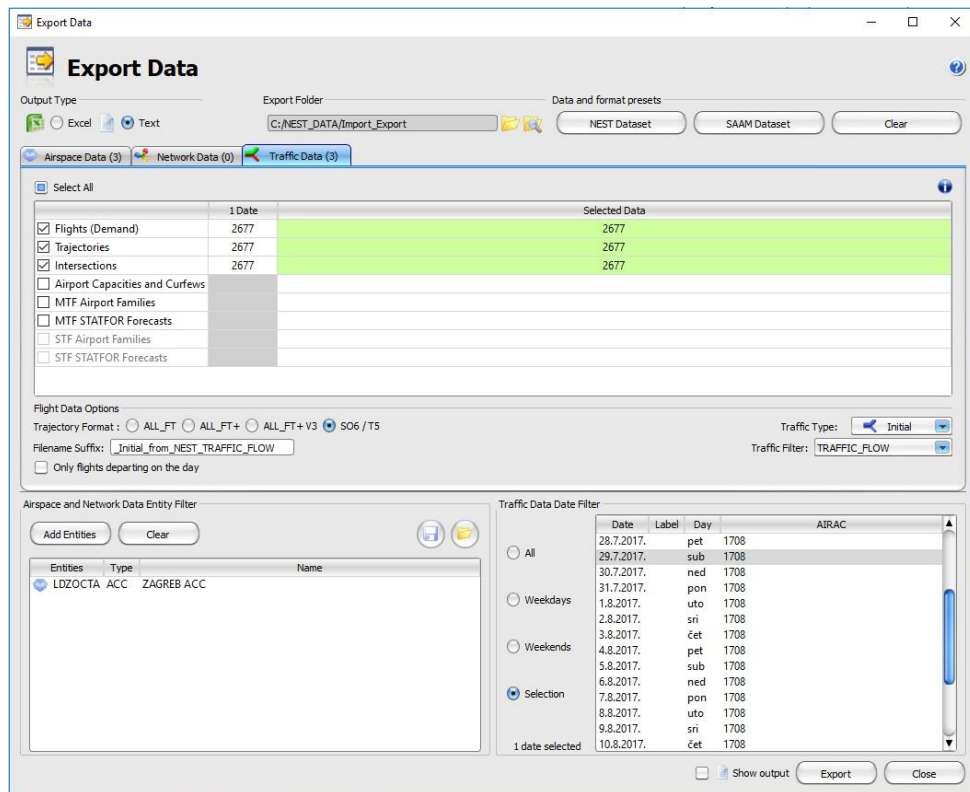 Export Data
Export Data
Output Type
Export Folder
Data and format presets
Excel
Text
C:/NEST_DATA/Import_Export
NEST Dataset
SAAM Dataset
Clear
Airspace Data (3)
Network Data (0)
Traffic Data (3)
Select All
1 Date
Selected Data
Flights (Demand) 2677 2677
Trajectories 2677 2677
Intersections 2677 2677
Airport Capacities and Curfews
MTF Airport Families
MTF STATFOR Forecasts
STF Airport Families
STF STATFOR Forecasts
Flight Data Options
Trajectory Format : ALL_FT ALL_FT+ ALL_FT+ V3 SO6 / T5
Traffic Type: Initial
Filename Suffix: _Initial_from_NEST_TRAFFIC_FLOW
Traffic Filter: TRAFFIC_FLOW
Only flights departing on the day
Airspace and Network Data Entity Filter
Add Entities
Clear
Entities Type Name
LDZOCTA ACC ZAGREB ACC
Traffic Data Date Filter
All
Weekdays
Weekends
Selection
1 date selected
Date Label Day AIRAC
28.7.2017. pet 1708
29.7.2017. sub 1708
30.7.2017. ned 1708
31.7.2017. pon 1708
1.8.2017. uto 1708
2.8.2017. sri 1708
3.8.2017. čet 1708
4.8.2017. pet 1708
5.8.2017. sub 1708
6.8.2017. ned 1708
7.8.2017. pon 1708
8.8.2017. uto 1708
9.8.2017. sri 1708
10.8.2017. čet 1708
Show output
Export
Close